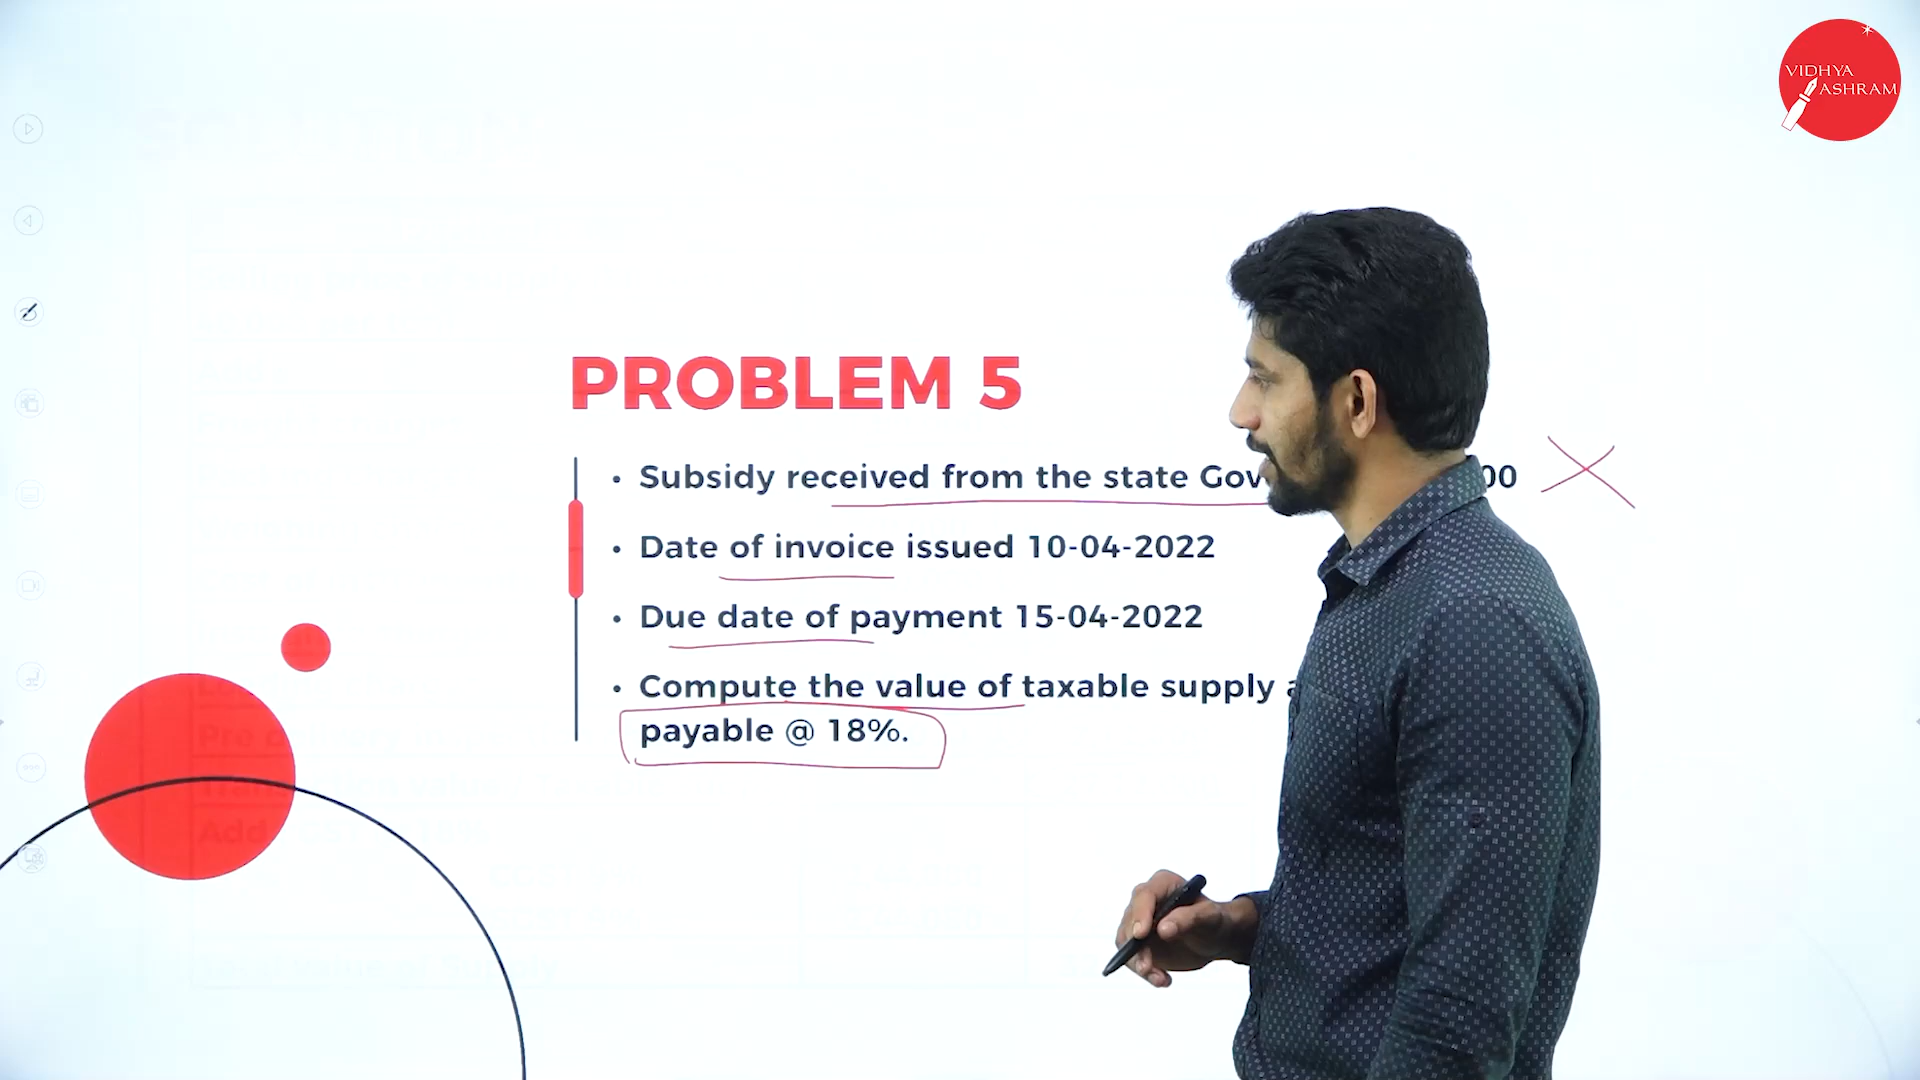 VIDHYA
ASHRAM
PROBLEM 5
• Subsidy received from the state Gov 00
• Date of invoice issued 10-04-2022
• Due date of payment 15-04-2022
• Compute the value of taxable supply
payable @ 18%.